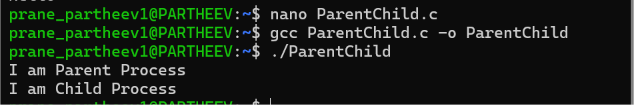 prane_partheev1@PARTHEEV:~$ nano ParentChild.c
prane_partheev1@PARTHEEV:~$ gcc ParentChild.c -o ParentChild
prane_partheev1@PARTHEEV:~$ ./ParentChild
I am Parent Process
I am Child Process